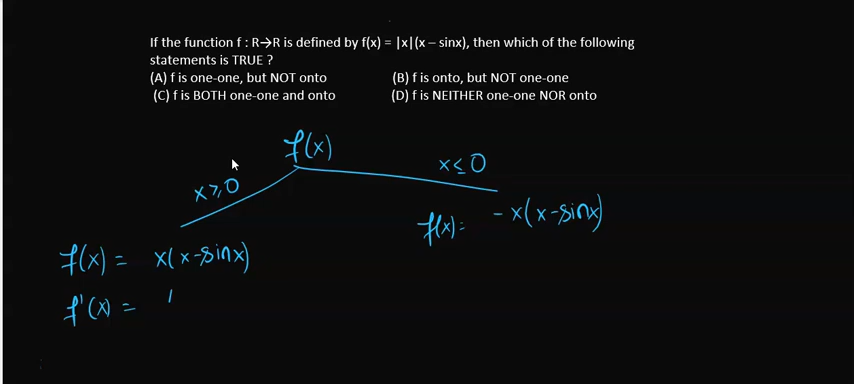 If the function f : R→R is defined by f(x) = |x|(x – sinx), then which of the following
statements is TRUE ?
(A) f is one-one, but NOT onto (B) f is onto, but NOT one-one
(C) f is BOTH one-one and onto (D) f is NEITHER one-one NOR onto
f(x)
x ≥ 0 x ≤ 0
f(x) = x(x-sinx) f(x) = - x(x-sinx)
f'(x) = 1